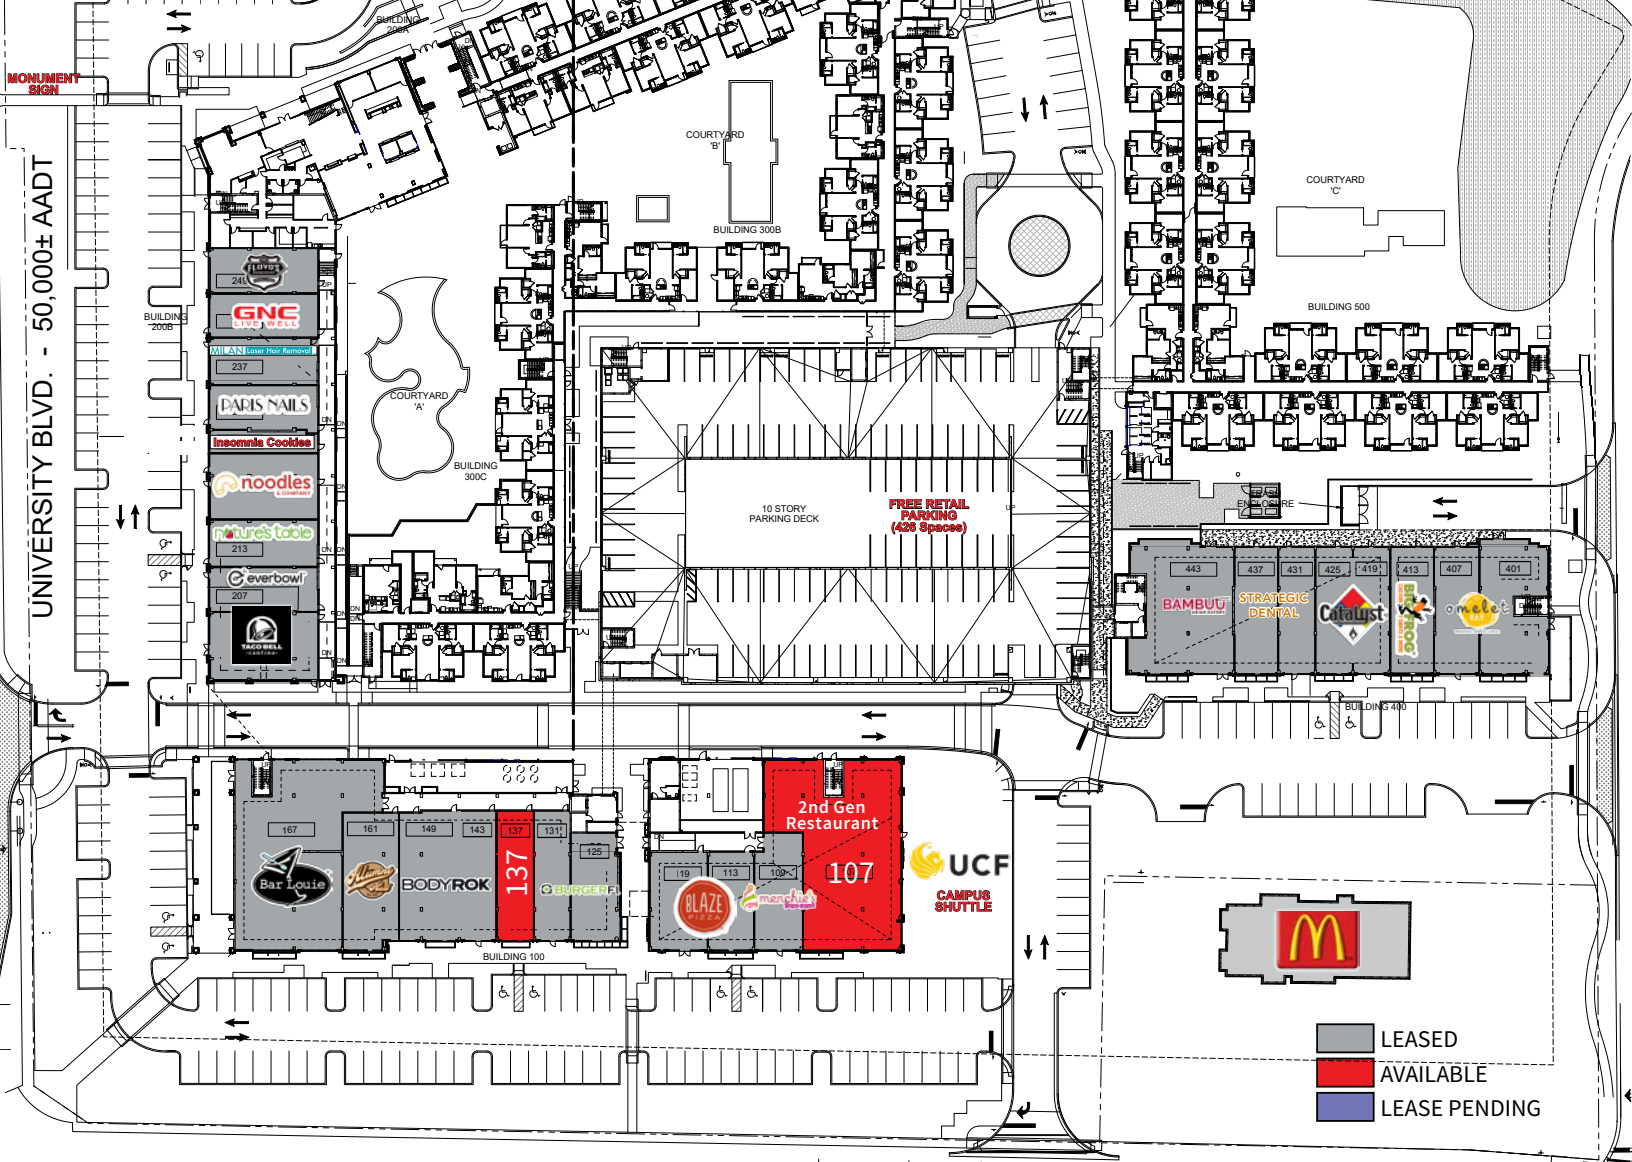 BUILDING
200A
MONUMENT
SIGN
UNIVERSITY BLVD. - 50,000± AADT
COURTYARD
'B'
BUILDING 300B
COURTYARD
'C'
BUILDING 500
BUILDING
200B
FLOYD'S
GNC
LIVE WELL
MILAN Laser Hair Removal
237
PARIS NAILS
Insomnia Cookies
noodles
& COMPANY
nature's table
213
everbowl
207
TACO BELL
cantina
COURTYARD
'A'
BUILDING
300C
10 STORY
PARKING DECK
FREE RETAIL
PARKING
(426 Spaces)
TRASH
ENCLOSURE
443
437
431
425
419
413
407
401
BAMBUU
STRATEGIC
DENTAL
Catalyst
BURRFROG
omelet
BUILDING 400
167
161
149
143
137
131
125
Bar Louie
BODYROK
137
BURGERFI
BUILDING 100
2nd Gen
Restaurant
107
119
113
109
BLAZE
PIZZA
menchie's
UCF
CAMPUS
SHUTTLE
LEASED
AVAILABLE
LEASE PENDING